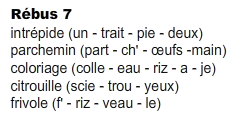 Rébus 7
intrépide (un - trait - pie - deux)
parchemin (part - ch' - œufs -main)
coloriage (colle - eau - riz - a - je)
citrouille (scie - trou - yeux)
frivole (f' - riz - veau - le)